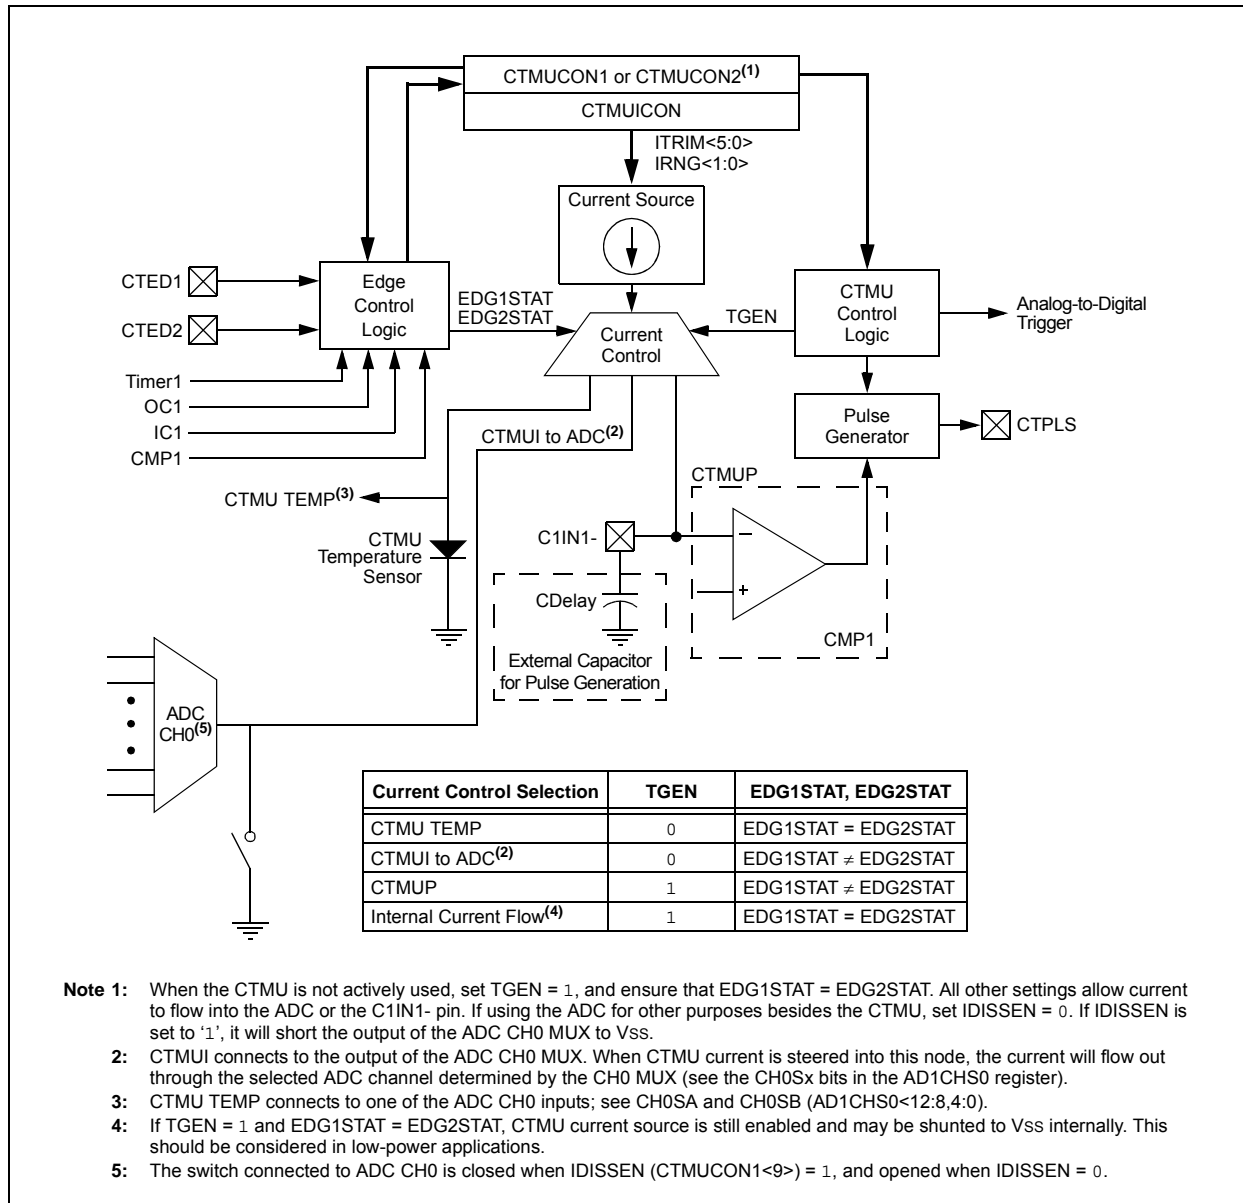 CTMUCON1 or CTMUCON2(1)
CTMUICON
ITRIM<5:0>
IRNG<1:0>
Current Source
CTED1
CTED2
Edge
Control
Logic
EDG1STAT
EDG2STAT
Current
Control
TGEN
CTMU
Control
Logic
Analog-to-Digital
Trigger
Timer1
OC1
IC1
CMP1
Pulse
Generator
CTPLS
CTMUI to ADC(2)
CTMUP
CTMU TEMP(3)
C1IN1-
CTMU
Temperature
Sensor
CDelay
−
+
CMP1
External Capacitor
for Pulse Generation
ADC
CH0(5)
Current Control Selection TGEN EDG1STAT, EDG2STAT
CTMU TEMP 0 EDG1STAT = EDG2STAT
CTMUI to ADC(2) 0 EDG1STAT ≠ EDG2STAT
CTMUP 1 EDG1STAT ≠ EDG2STAT
Internal Current Flow(4) 1 EDG1STAT = EDG2STAT
Note 1: When the CTMU is not actively used, set TGEN = 1, and ensure that EDG1STAT = EDG2STAT. All other settings allow current
to flow into the ADC or the C1IN1- pin. If using the ADC for other purposes besides the CTMU, set IDISSEN = 0. If IDISSEN is
set to ‘1’, it will short the output of the ADC CH0 MUX to VSS.
2: CTMUI connects to the output of the ADC CH0 MUX. When CTMU current is steered into this node, the current will flow out
through the selected ADC channel determined by the CH0 MUX (see the CH0Sx bits in the AD1CHS0 register).
3: CTMU TEMP connects to one of the ADC CH0 inputs; see CH0SA and CH0SB (AD1CHS0<12:8,4:0).
4: If TGEN = 1 and EDG1STAT = EDG2STAT, CTMU current source is still enabled and may be shunted to VSS internally. This
should be considered in low-power applications.
5: The switch connected to ADC CH0 is closed when IDISSEN (CTMUCON1<9>) = 1, and opened when IDISSEN = 0.